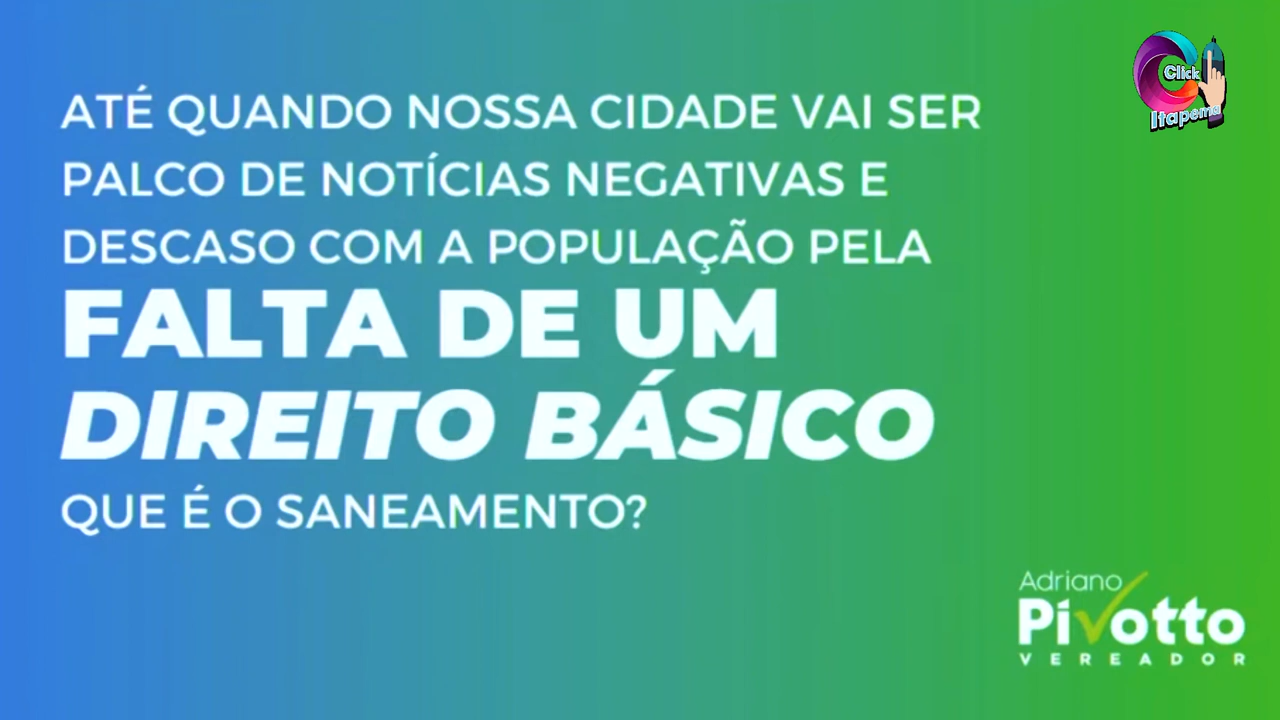 Click
Itapema
ATÉ QUANDO NOSSA CIDADE VAI SER
PALCO DE NOTÍCIAS NEGATIVAS E
DESCASO COM A POPULAÇÃO PELA
FALTA DE UM
DIREITO BÁSICO
QUE É O SANEAMENTO?
Adriano
Pivotto
VEREADOR